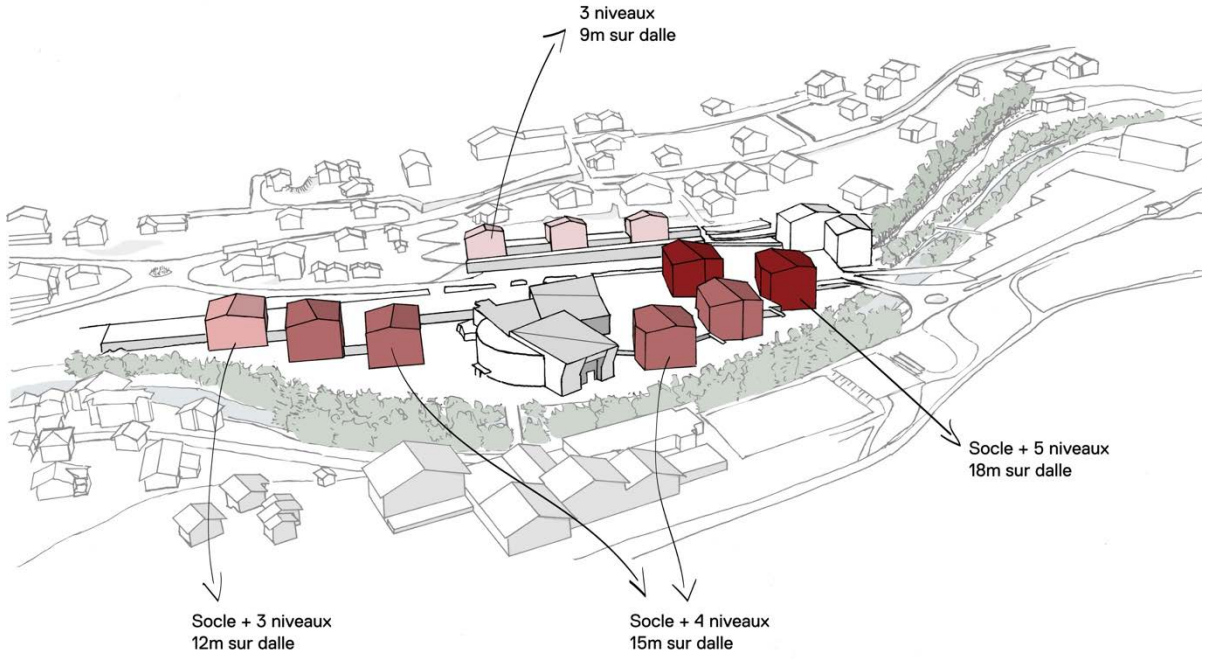 3 niveaux
9m sur dalle
Socle + 5 niveaux
18m sur dalle
Socle + 3 niveaux
12m sur dalle
Socle + 4 niveaux
15m sur dalle